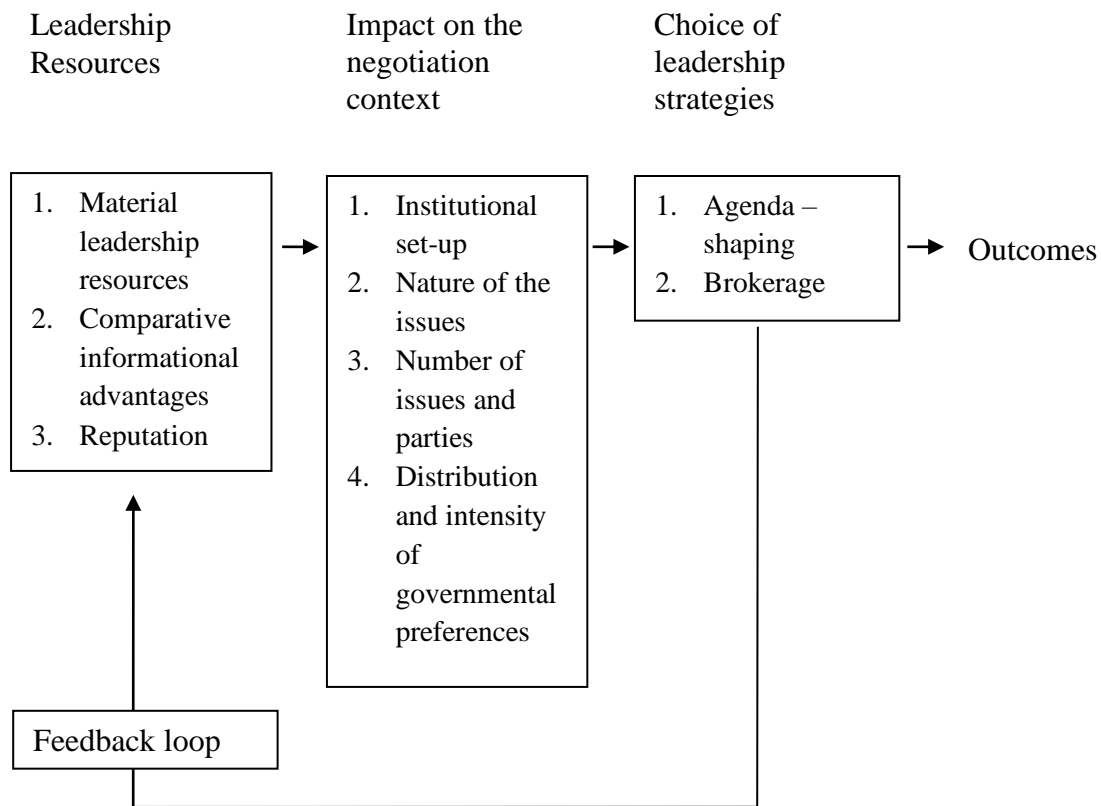 Leadership
Resources
Impact on the
negotiation
context
Choice of
leadership
strategies
1. Material
leadership
resources
2. Comparative
informational
advantages
3. Reputation
1. Institutional
set-up
2. Nature of the
issues
3. Number of
issues and
parties
4. Distribution
and intensity
of
governmental
preferences
1. Agenda –
shaping
2. Brokerage
Outcomes
Feedback loop